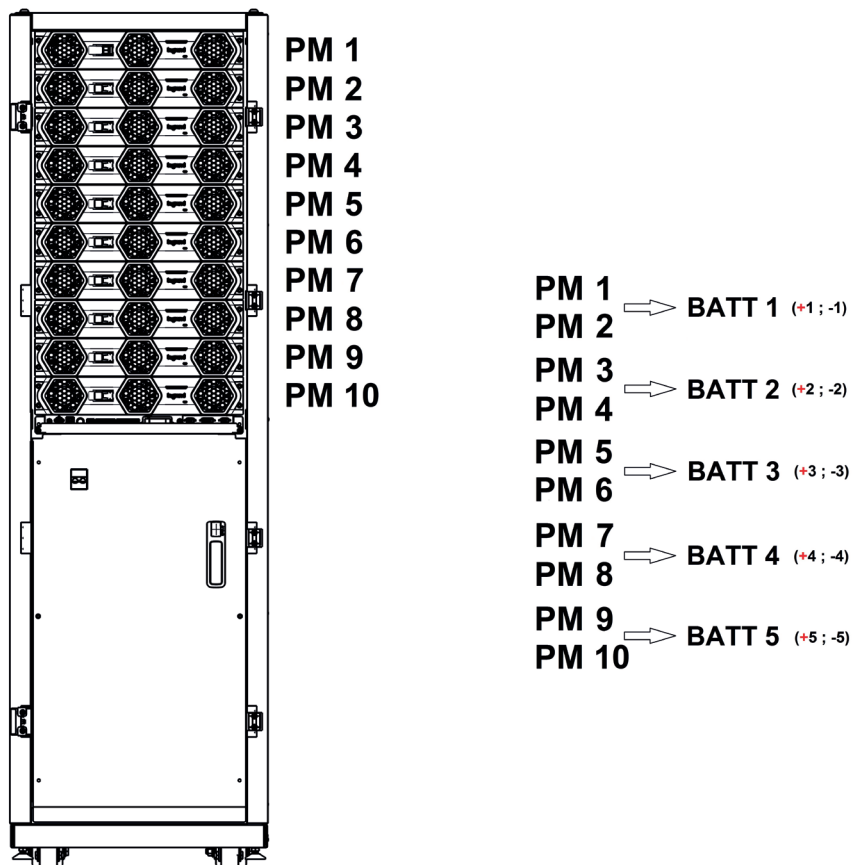 PM 1
PM 2
PM 3
PM 4
PM 5
PM 6
PM 7
PM 8
PM 9
PM 10
PM 1
PM 2
BATT 1 (+1 ; -1)
PM 3
PM 4
BATT 2 (+2 ; -2)
PM 5
PM 6
BATT 3 (+3 ; -3)
PM 7
PM 8
BATT 4 (+4 ; -4)
PM 9
PM 10
BATT 5 (+5 ; -5)